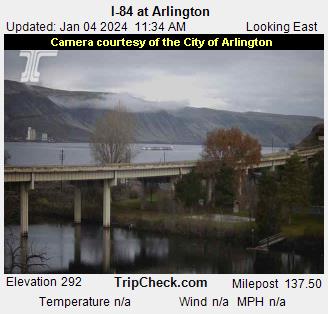 I-84 at Arlington
Updated: Jan 04 2024 11:34 AM Looking East
Camera courtesy of the City of Arlington
Elevation 292 TripCheck.com Milepost 137.50
Temperature n/a Wind n/a MPH n/a